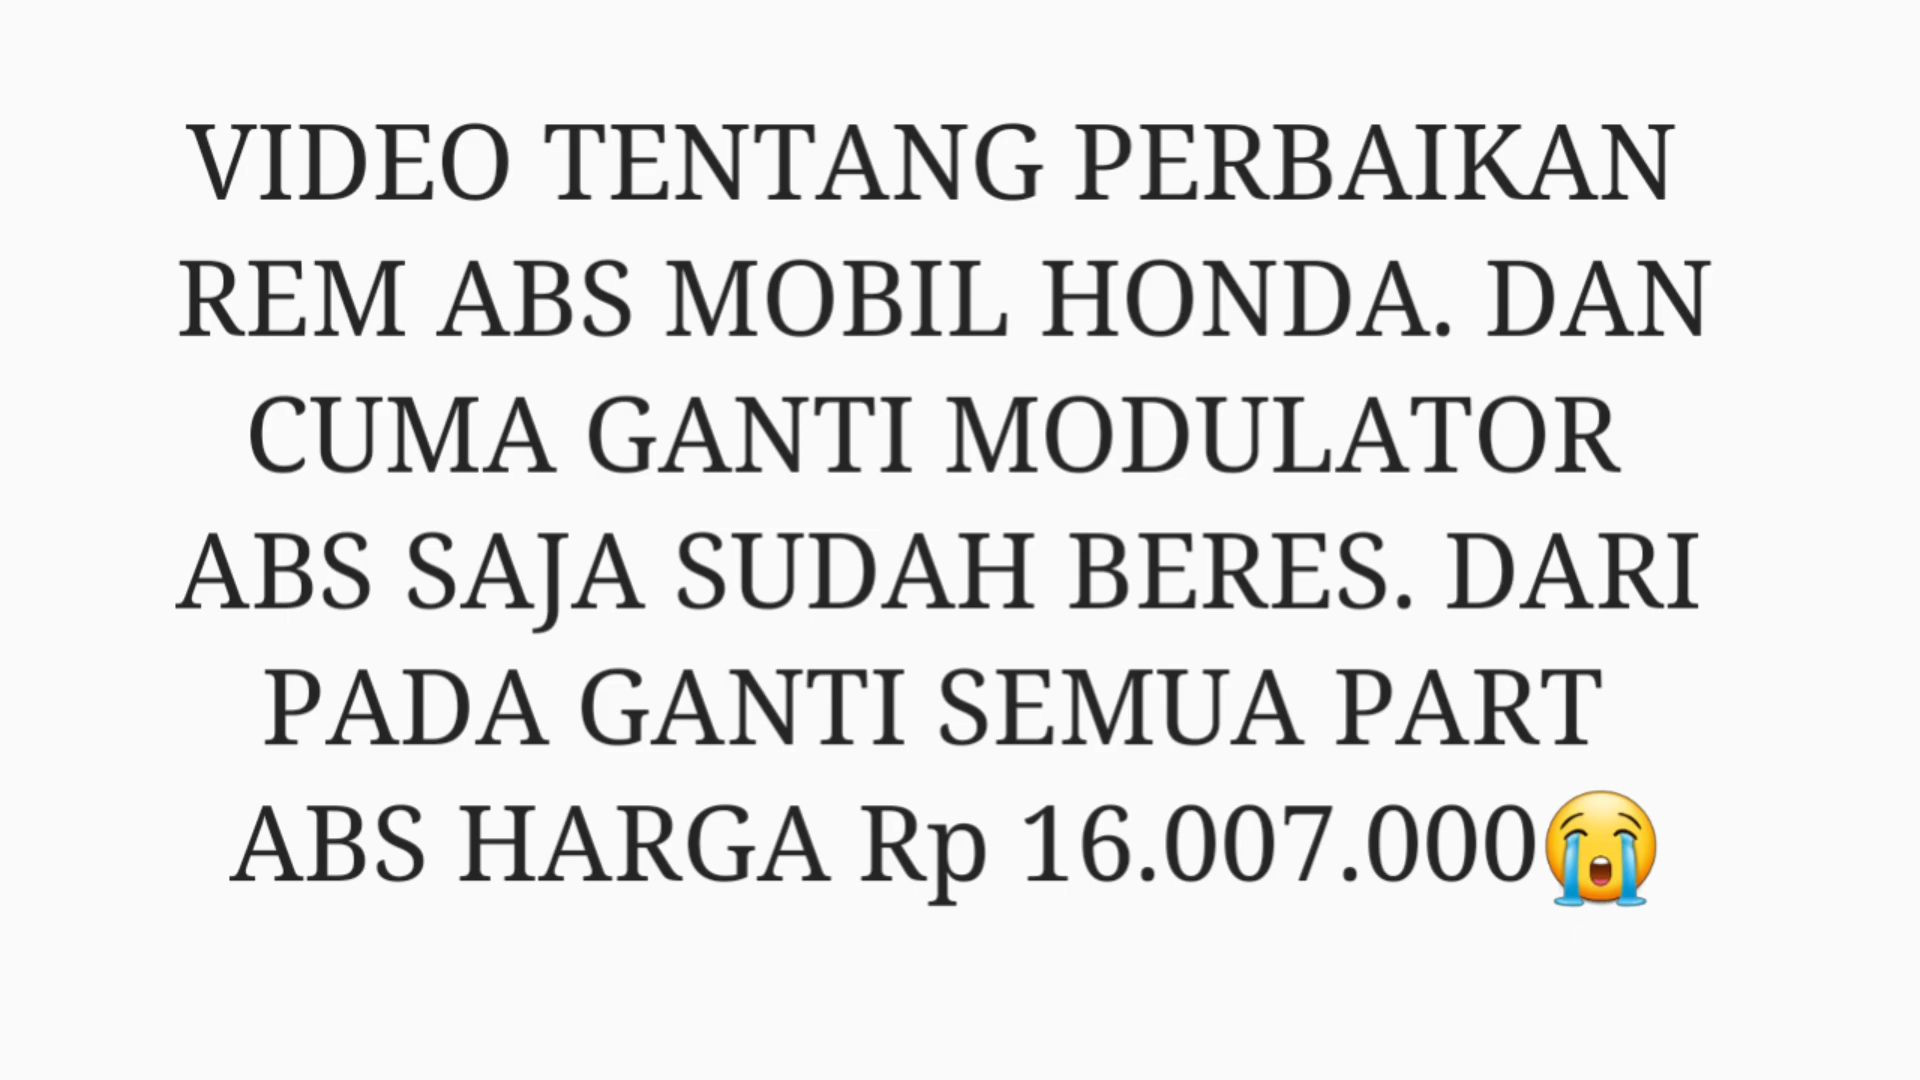 VIDEO TENTANG PERBAIKAN
REM ABS MOBIL HONDA. DAN
CUMA GANTI MODULATOR
ABS SAJA SUDAH BERES. DARI
PADA GANTI SEMUA PART
ABS HARGA Rp 16.007.000😭